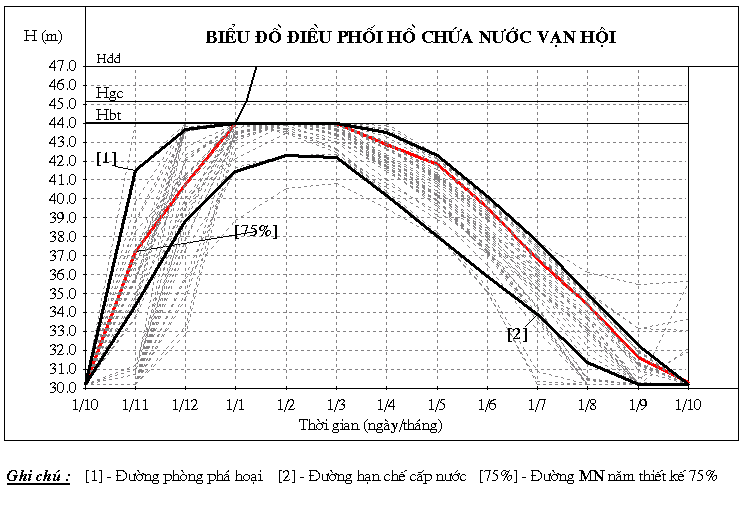 H (m)
BIỂU ĐỒ ĐIỀU PHỐI HỒ CHỨA NƯỚC VẠN HỘI
47.0
Hdđ
46.0
Hgc
45.0
Hbt
44.0
43.0
42.0
[1]
41.0
40.0
39.0
38.0
[75%]
37.0
36.0
35.0
34.0
33.0
[2]
32.0
31.0
30.0
1/10 1/11 1/12 1/1 1/2 1/3 1/4 1/5 1/6 1/7 1/8 1/9 1/10
Thời gian (ngày/tháng)
Ghi chú : [1] - Đường phòng phá hoại [2] - Đường hạn chế cấp nước [75%] - Đường MN năm thiết kế 75%